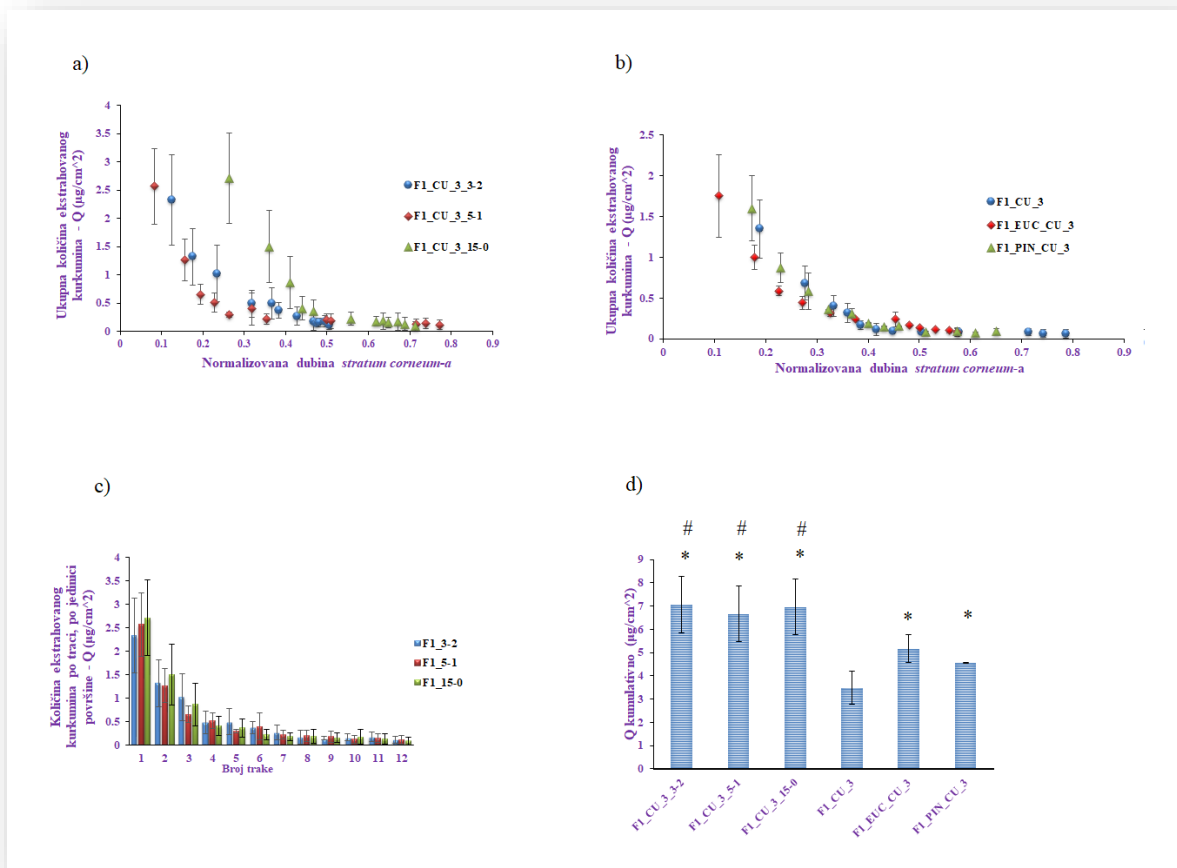 a)
Ukupna količina ekstrahovanog
kurkumina - Q (µg/cm^2)
4
3.5
3
2.5
2
1.5
1
0.5
0
0 0.1 0.2 0.3 0.4 0.5 0.6 0.7 0.8 0.9
Normalizovana dubina stratum corneum-a
F1_CU_3_3-2
F1_CU_3_5-1
F1_CU_3_15-0
b)
Ukupna količina ekstrahovanog
kurkumina - Q (µg/cm^2)
2.5
2
1.5
1
0.5
0
0 0.1 0.2 0.3 0.4 0.5 0.6 0.7 0.8 0.9
Normalizovana dubina stratum corneum-a
F1_CU_3
F1_EUC_CU_3
F1_PIN_CU_3
c)
Količina ekstrahovanog
kurkumina po traci, po jedinici
površine - Q (µg/cm^2)
4
3.5
3
2.5
2
1.5
1
0.5
0
1 2 3 4 5 6 7 8 9 10 11 12
Broj trake
F1_3-2
F1_5-1
F1_15-0
d)
# # #
* * * * *
Q kumulativno (µg/cm^2)
9
8
7
6
5
4
3
2
1
0
F1_CU_3_3-2
F1_CU_3_5-1
F1_CU_3_15-0
F1_CU_3
F1_EUC_CU_3
F1_PIN_CU_3